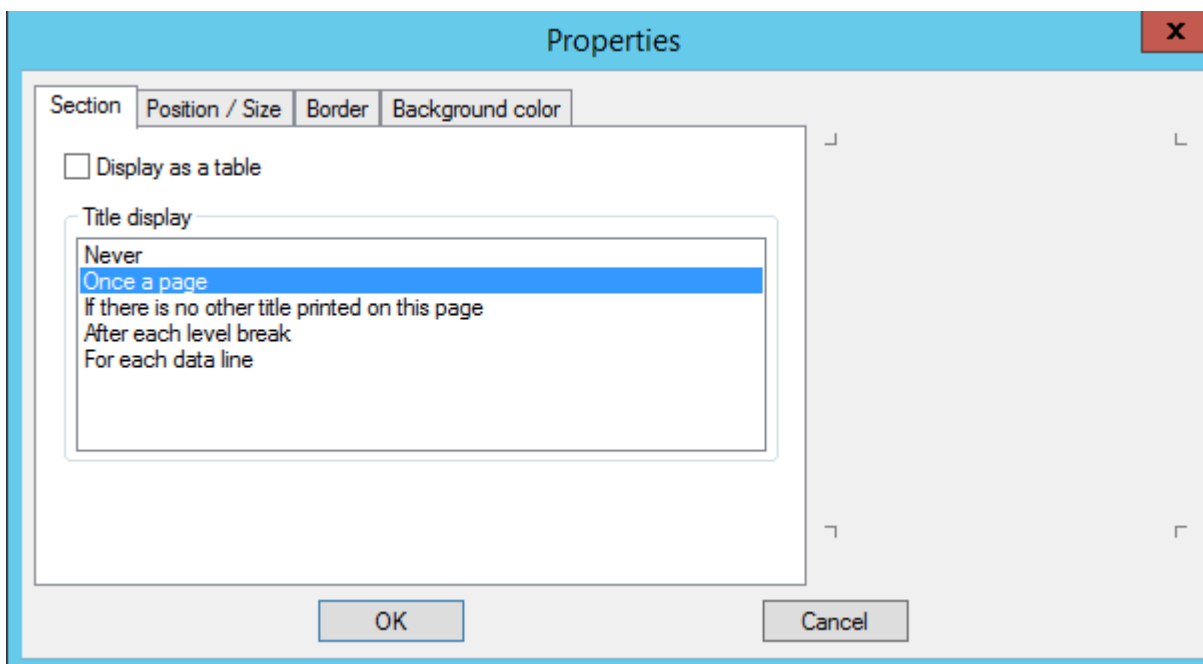 Properties
x
Section Position / Size Border Background color
Display as a table
Title display
Never
Once a page
If there is no other title printed on this page
After each level break
For each data line
OK Cancel